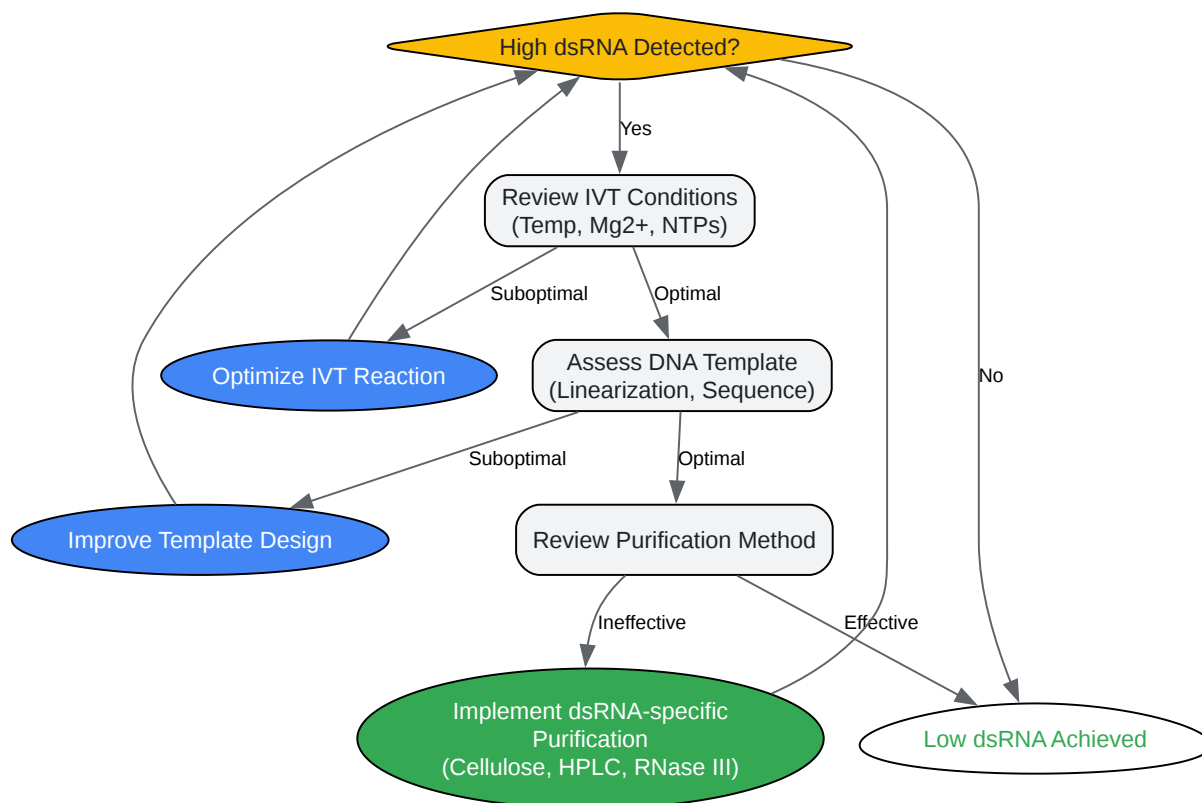 High dsRNA Detected?
Yes
Review IVT Conditions
(Temp, Mg2+, NTPs)
Suboptimal
Optimal
No
Optimize IVT Reaction
Assess DNA Template
(Linearization, Sequence)
Suboptimal
Optimal
Improve Template Design
Review Purification Method
Ineffective
Effective
Implement dsRNA-specific
Purification
(Cellulose, HPLC, RNase III)
Low dsRNA Achieved